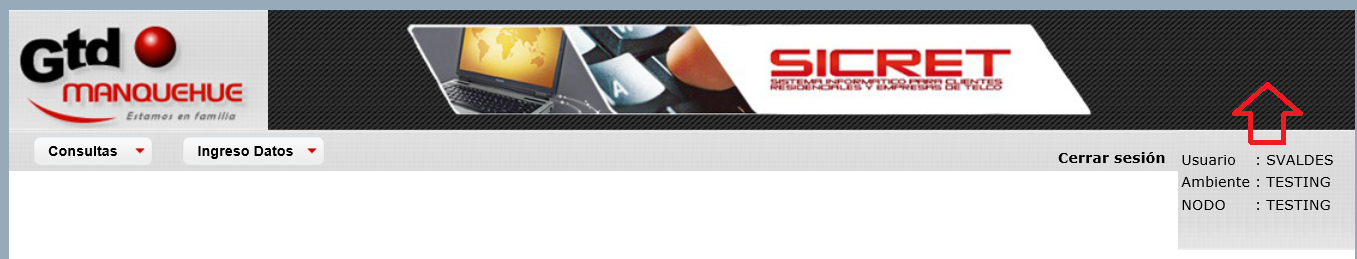 Gtd
MANQUEHUE
Estamos en familia
SICRET
SISTEMA INFORMATICO PARA CLIENTES
RESIDENCIALES Y EMPRESAS DE TELCO
A
Consultas
Ingreso Datos
Cerrar sesión
Usuario : SVALDES
Ambiente : TESTING
NODO : TESTING